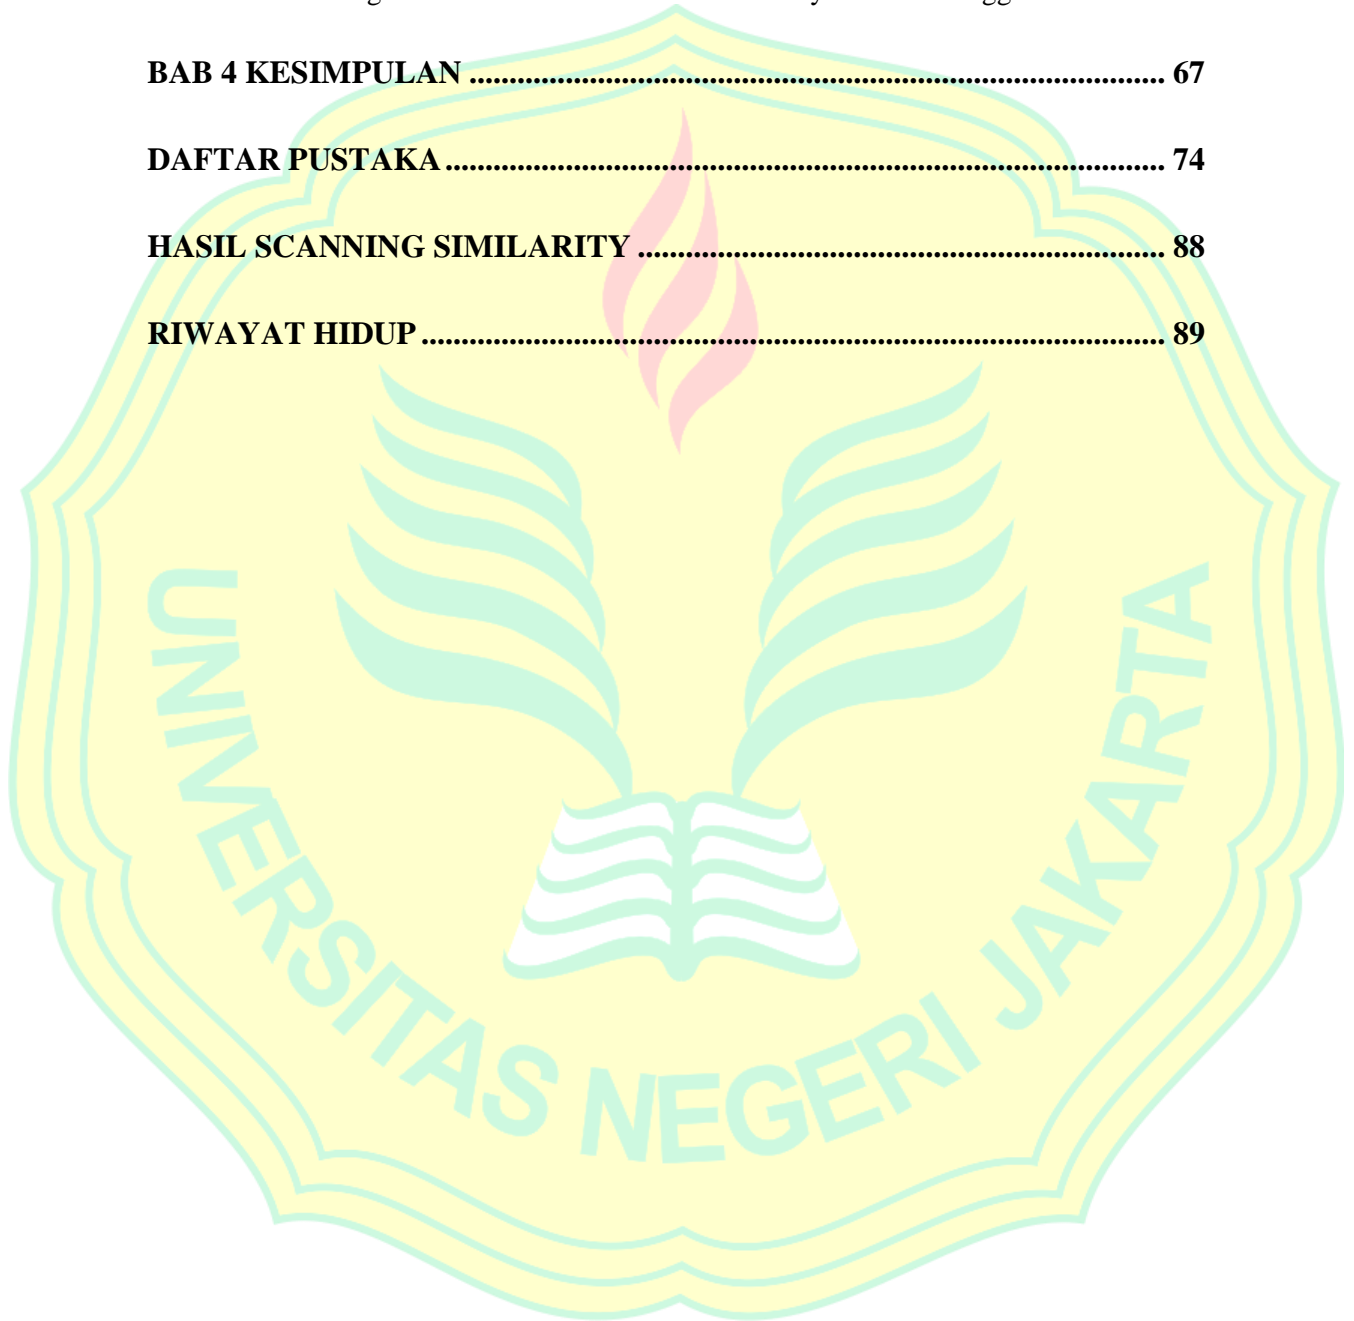 BAB 4 KESIMPULAN ........................................................................................ 67
DAFTAR PUSTAKA ........................................................................................... 74
HASIL SCANNING SIMILARITY .................................................................. 88
RIWAYAT HIDUP .............................................................................................. 89
UNIVERSITAS NEGERI JAKARTA